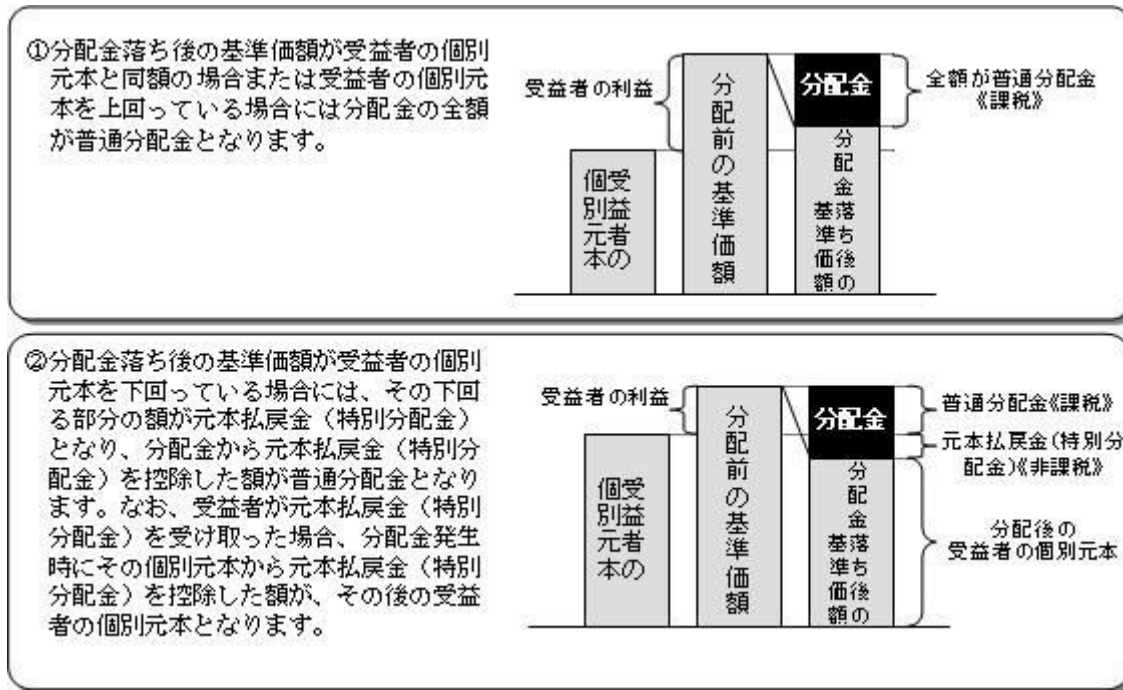 ①分配金落ち後の基準価額が受益者の個別
元本と同額の場合または受益者の個別元
本を上回っている場合には分配金の全額
が普通分配金となります。
受益者の利益
受益者の
個別元本
分配前の基準価額
分配金
分配金落ち後の
基準価額
全額が普通分配金
《課税》
②分配金落ち後の基準価額が受益者の個別
元本を下回っている場合には、その下回
る部分の額が元本払戻金（特別分配金）
となり、分配金から元本払戻金（特別分
配金）を控除した額が普通分配金となり
ます。なお、受益者が元本払戻金（特別
分配金）を受け取った場合、分配金発生
時にその個別元本から元本払戻金（特別
分配金）を控除した額が、その後の受益
者の個別元本となります。
受益者の利益
受益者の
個別元本
分配前の基準価額
分配金
分配金落ち後の
基準価額
普通分配金《課税》
元本払戻金(特別分
配金)《非課税》
分配後の
受益者の個別元本